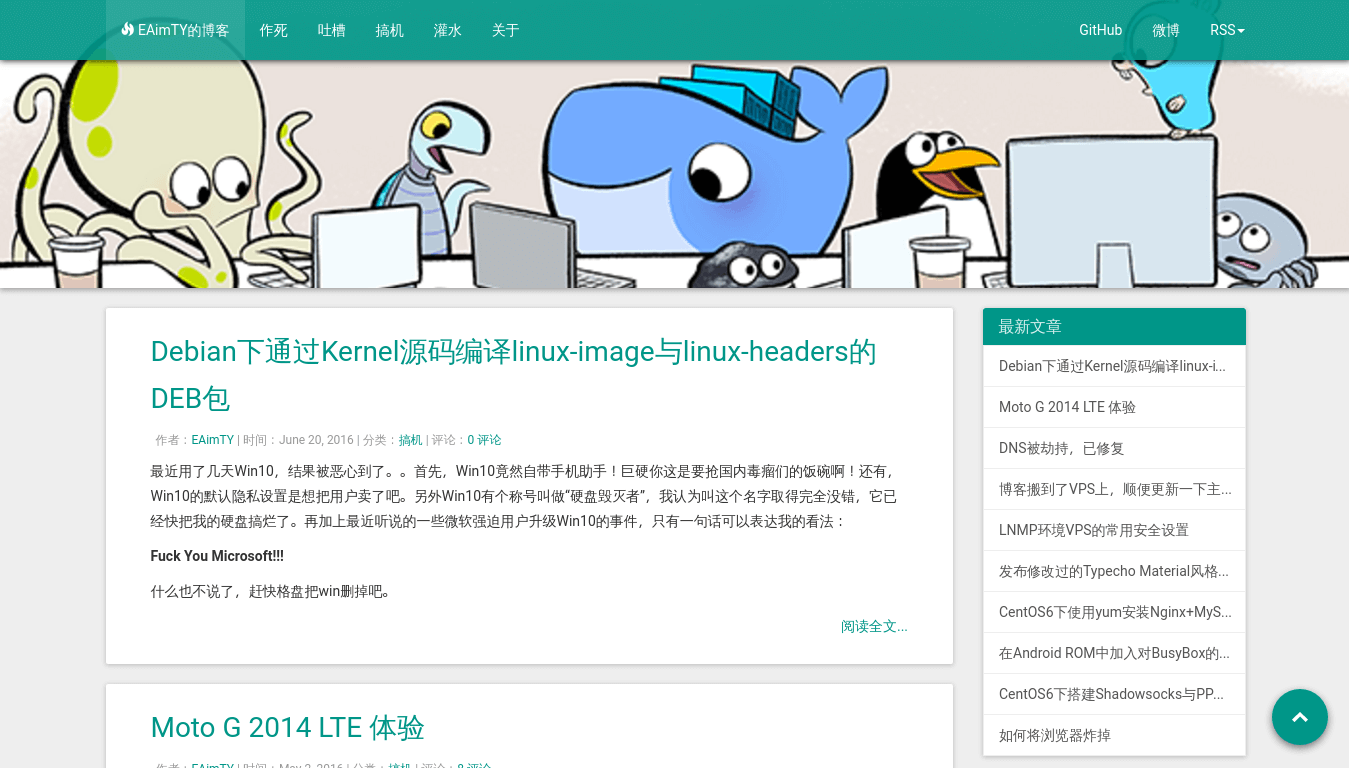 EAimTY的博客 作死 吐槽 搞机 灌水 关于 GitHub 微博 RSS
Debian下通过Kernel源码编译linux-image与linux-headers的
DEB包
作者：EAimTY | 时间：June 20, 2016 | 分类：搞机 | 评论：0 评论
最近用了几天Win10，结果被恶心到了。。首先，Win10竟然自带手机助手！巨硬你这是要抢国内毒瘤们的饭碗啊！还有，
Win10的默认隐私设置是想把用户卖了吧。另外Win10有个称号叫做“硬盘毁灭者”，我认为叫这个名字取得完全没错，它已
经快把我的硬盘搞烂了。再加上最近听说的一些微软强迫用户升级Win10的事件，只有一句话可以表达我的看法：
Fuck You Microsoft!!!
什么也不说了，赶快格盘把win删掉吧。
阅读全文...
Moto G 2014 LTE 体验
作者：EAimTY | 时间：May 2, 2016 | 分类：搞机 | 评论：8 评论
最新文章
Debian下通过Kernel源码编译linux-i...
Moto G 2014 LTE 体验
DNS被劫持，已修复
博客搬到了VPS上，顺便更新一下主...
LNMP环境VPS的常用安全设置
发布修改过的Typecho Material风格...
CentOS6下使用yum安装Nginx+MyS...
在Android ROM中加入对BusyBox的...
CentOS6下搭建Shadowsocks与PP...
如何将浏览器炸掉